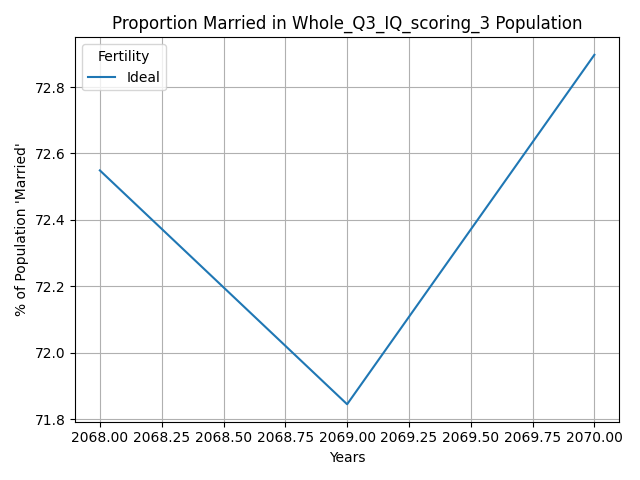 Proportion Married in Whole_Q3_IQ_scoring_3 Population
Fertility
Ideal
% of Population 'Married'
72.8
72.6
72.4
72.2
72.0
71.8
2068.00 2068.25 2068.50 2068.75 2069.00 2069.25 2069.50 2069.75 2070.00
Years